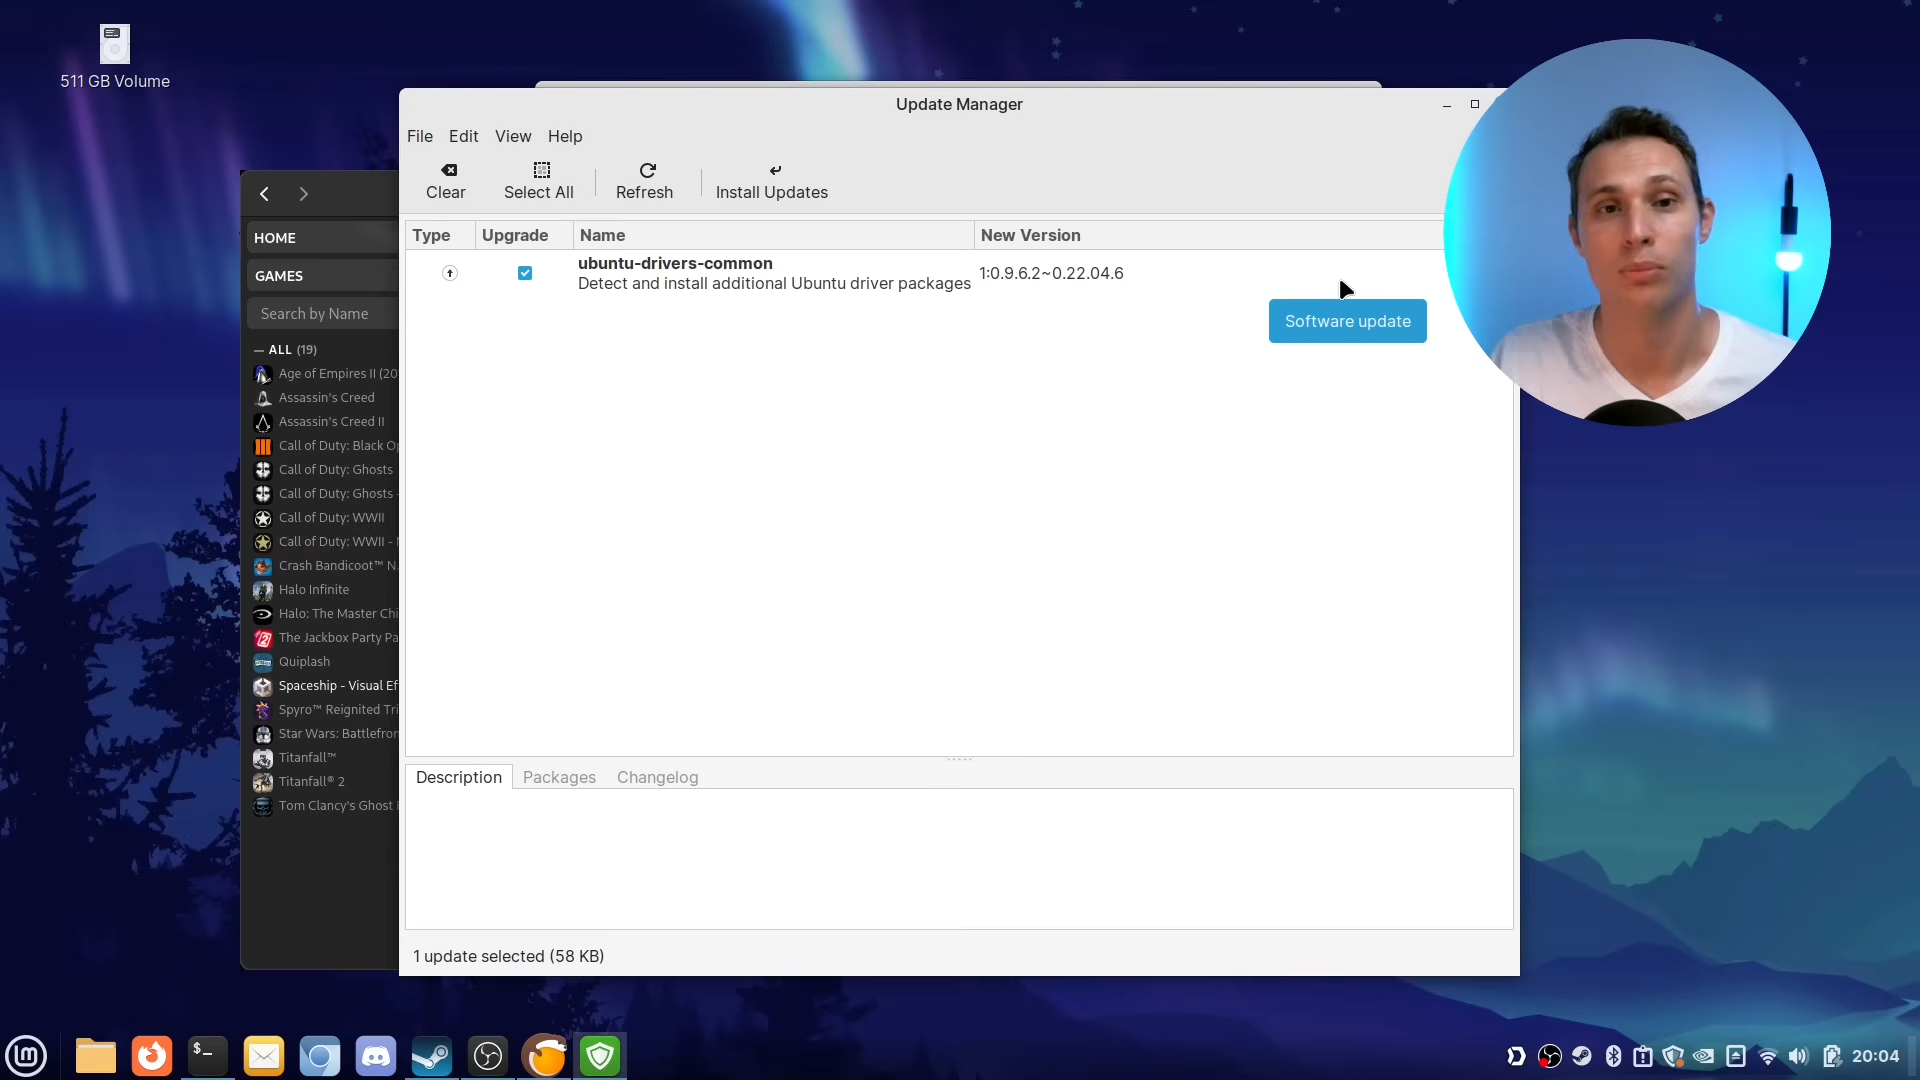 511 GB Volume
Update Manager
File Edit View Help
Clear Select All Refresh Install Updates
Type Upgrade Name New Version
ubuntu-drivers-common
Detect and install additional Ubuntu driver packages
1:0.9.6.2~0.22.04.6
Software update
HOME
GAMES
Search by Name
— ALL (19)
Age of Empires II (20
Assassin's Creed
Assassin's Creed II
Call of Duty: Black Op
Call of Duty: Ghosts
Call of Duty: Ghosts -
Call of Duty: WWII
Call of Duty: WWII -
Crash Bandicoot™ N.
Halo Infinite
Halo: The Master Chi
The Jackbox Party Pa
Quiplash
Spaceship - Visual Ef
Spyro™ Reignited Tri
Star Wars: Battlefron
Titanfall™
Titanfall® 2
Tom Clancy's Ghost
Description Packages Changelog
1 update selected (58 KB)
20:04